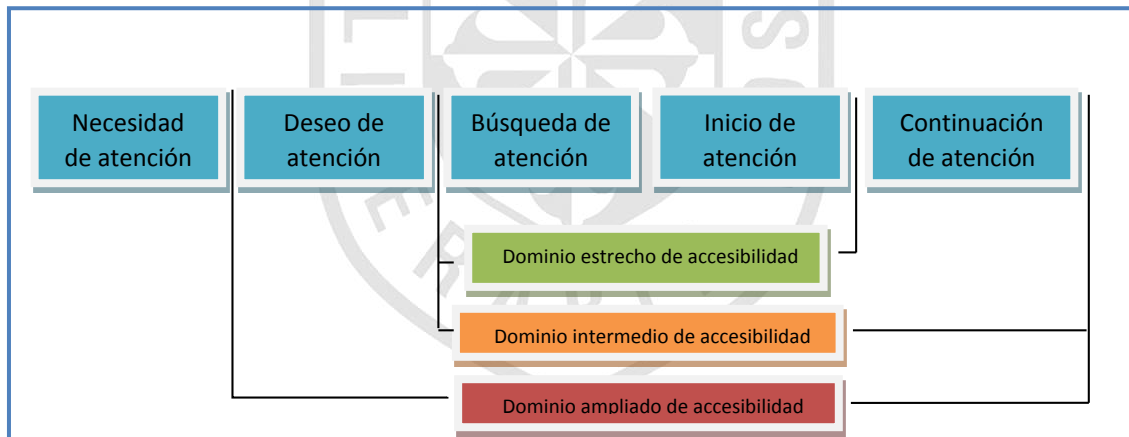 Necesidad
de atención
Deseo de
atención
Búsqueda de
atención
Inicio de
atención
Continuación
de atención
Dominio estrecho de accesibilidad
Dominio intermedio de accesibilidad
Dominio ampliado de accesibilidad